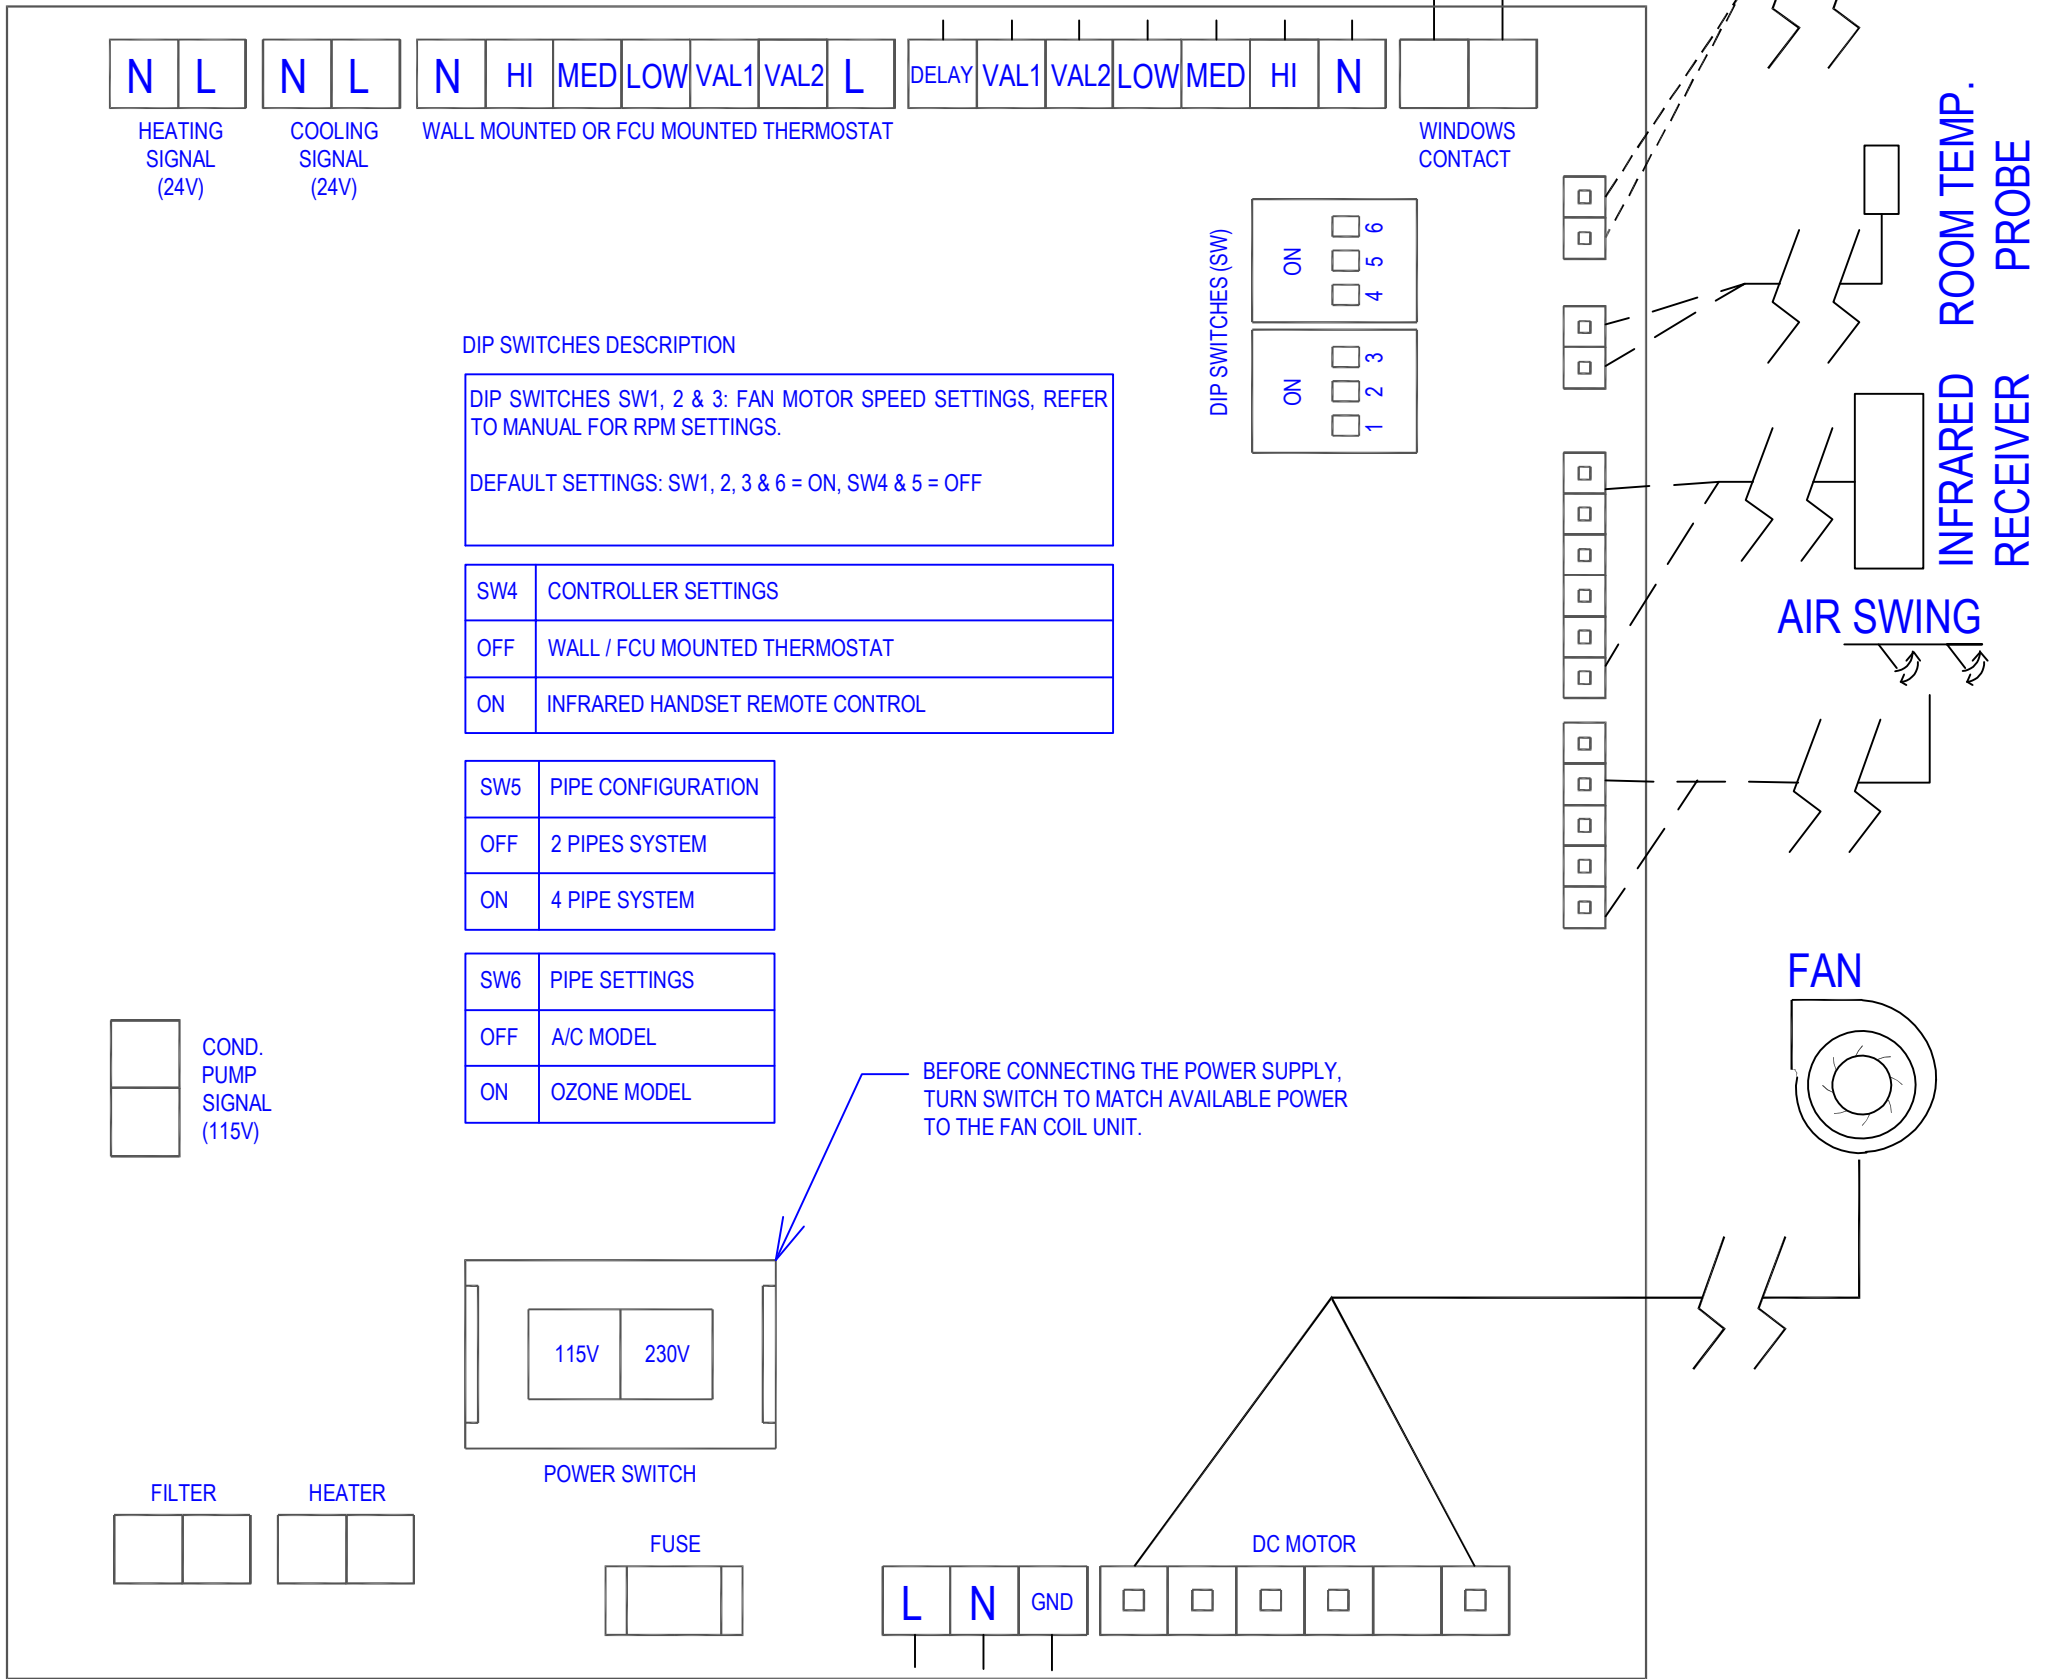 N L N L N HI MED LOW VAL1 VAL2 L DELAY VAL1 VAL2 LOW MED HI N
HEATING
SIGNAL
(24V)
COOLING
SIGNAL
(24V)
WALL MOUNTED OR FCU MOUNTED THERMOSTAT
WINDOWS
CONTACT
ROOM TEMP.
PROBE
DIP SWITCHES (SW)
ON
4 5 6
ON
1 2 3
INFRARED
RECEIVER
DIP SWITCHES DESCRIPTION
DIP SWITCHES SW1, 2 & 3: FAN MOTOR SPEED SETTINGS, REFER
TO MANUAL FOR RPM SETTINGS.
DEFAULT SETTINGS: SW1, 2, 3 & 6 = ON, SW4 & 5 = OFF
SW4 CONTROLLER SETTINGS
OFF WALL / FCU MOUNTED THERMOSTAT
ON INFRARED HANDSET REMOTE CONTROL
AIR SWING
SW5 PIPE CONFIGURATION
OFF 2 PIPES SYSTEM
ON 4 PIPE SYSTEM
SW6 PIPE SETTINGS
OFF A/C MODEL
ON OZONE MODEL
FAN
COND.
PUMP
SIGNAL
(115V)
BEFORE CONNECTING THE POWER SUPPLY,
TURN SWITCH TO MATCH AVAILABLE POWER
TO THE FAN COIL UNIT.
115V 230V
POWER SWITCH
FILTER
HEATER
FUSE
DC MOTOR
L N GND